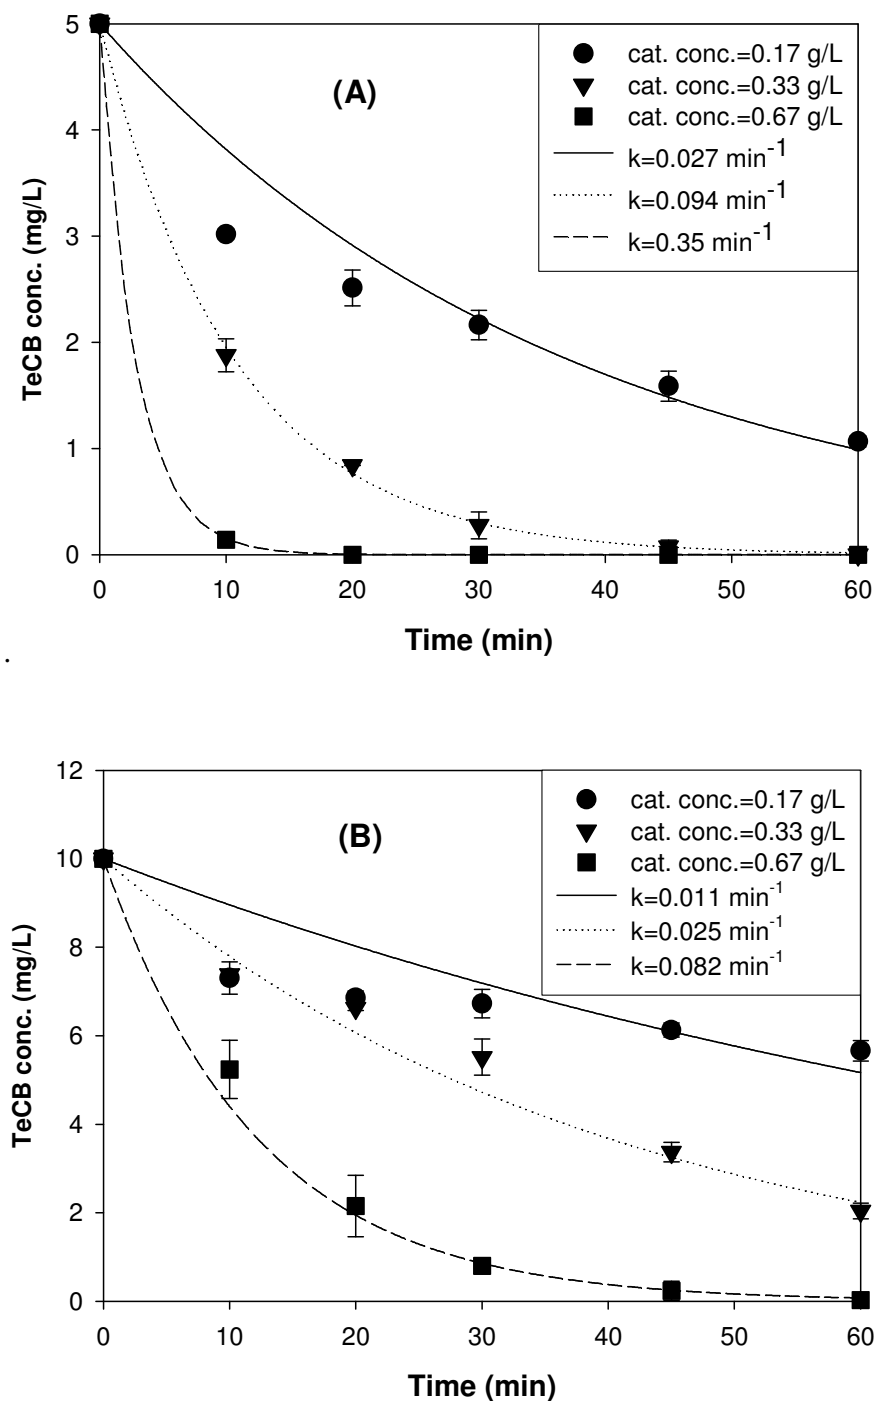 (A)
cat. conc.=0.17 g/L
cat. conc.=0.33 g/L
cat. conc.=0.67 g/L
k=0.027 min-1
k=0.094 min-1
k=0.35 min-1
TeCB conc. (mg/L)
5
4
3
2
1
0
0 10 20 30 40 50 60
Time (min)
.
(B)
cat. conc.=0.17 g/L
cat. conc.=0.33 g/L
cat. conc.=0.67 g/L
k=0.011 min-1
k=0.025 min-1
k=0.082 min-1
TeCB conc. (mg/L)
12
10
8
6
4
2
0
0 10 20 30 40 50 60
Time (min)